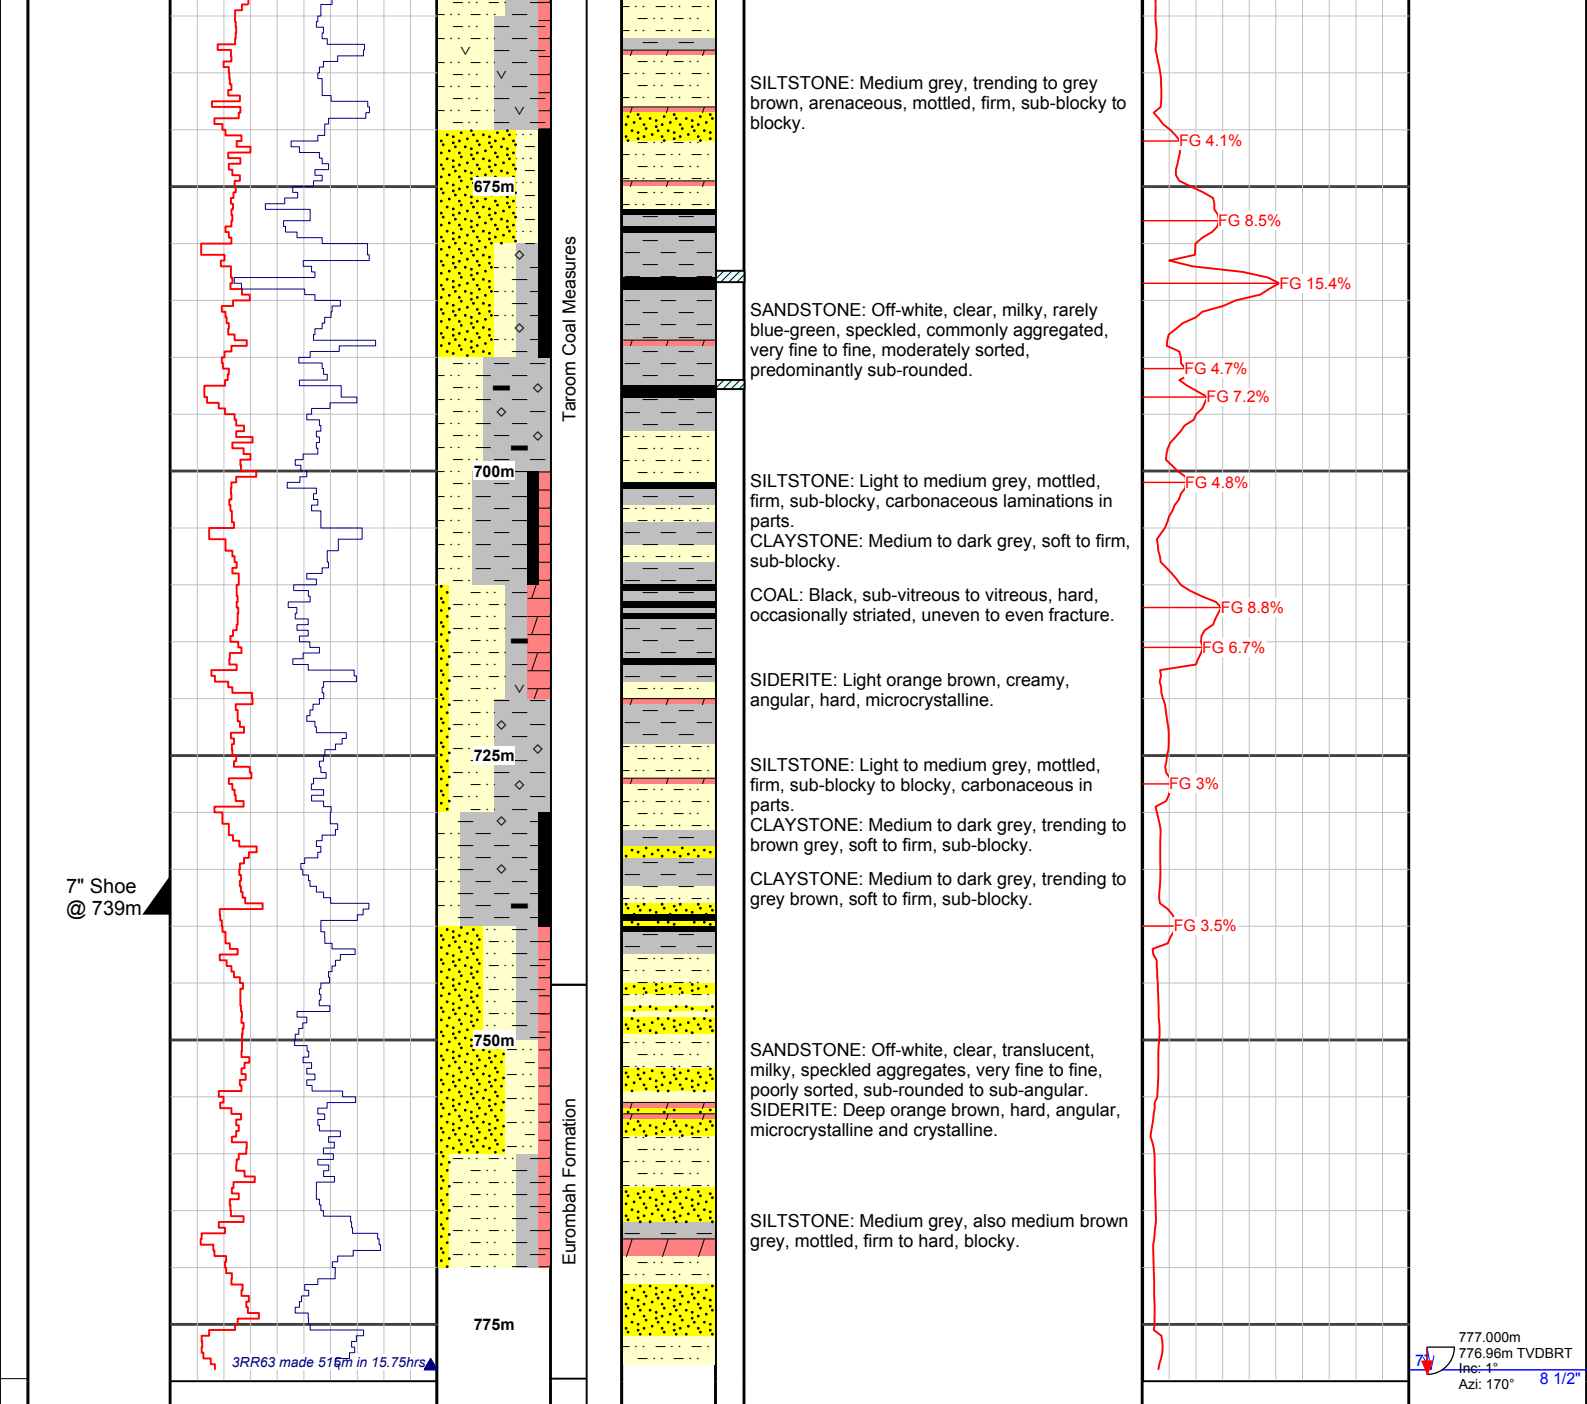 SILTSTONE: Medium grey, trending to grey
brown, arenaceous, mottled, firm, sub-blocky to
blocky.
FG 4.1%
675m
FG 8.5%
Taroom Coal Measures
FG 15.4%
SANDSTONE: Off-white, clear, milky, rarely
blue-green, speckled, commonly aggregated,
very fine to fine, moderately sorted,
predominantly sub-rounded.
FG 4.7%
FG 7.2%
700m
SILTSTONE: Light to medium grey, mottled,
firm, sub-blocky, carbonaceous laminations in
parts.
FG 4.8%
CLAYSTONE: Medium to dark grey, soft to firm,
sub-blocky.
COAL: Black, sub-vitreous to vitreous, hard,
occasionally striated, uneven to even fracture.
FG 8.8%
FG 6.7%
SIDERITE: Light orange brown, creamy,
angular, hard, microcrystalline.
725m
SILTSTONE: Light to medium grey, mottled,
firm, sub-blocky to blocky, carbonaceous in
parts.
FG 3%
CLAYSTONE: Medium to dark grey, trending to
brown grey, soft to firm, sub-blocky.
7" Shoe
@ 739m
CLAYSTONE: Medium to dark grey, trending to
grey brown, soft to firm, sub-blocky.
FG 3.5%
750m
SANDSTONE: Off-white, clear, translucent,
milky, speckled aggregates, very fine to fine,
poorly sorted, sub-rounded to sub-angular.
SIDERITE: Deep orange brown, hard, angular,
microcrystalline and crystalline.
Eurombah Formation
SILTSTONE: Medium grey, also medium brown
grey, mottled, firm to hard, blocky.
775m
3RR63 made 515m in 15.75hrs
777.000m
776.96m TVDBRT
Inc: 1°
Azi: 170°
8 1/2"